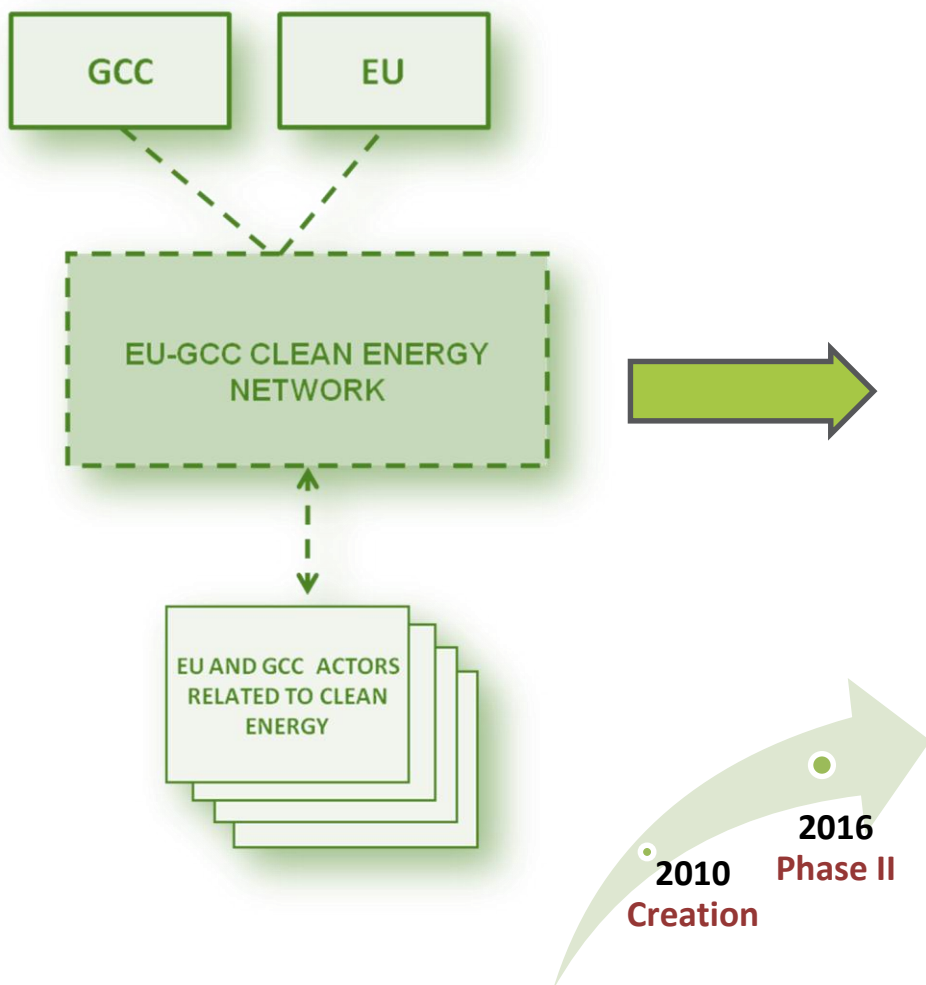 GCC
EU
EU-GCC CLEAN ENERGY
NETWORK
EU AND GCC ACTORS
RELATED TO CLEAN
ENERGY
2010
Creation
2016
Phase II